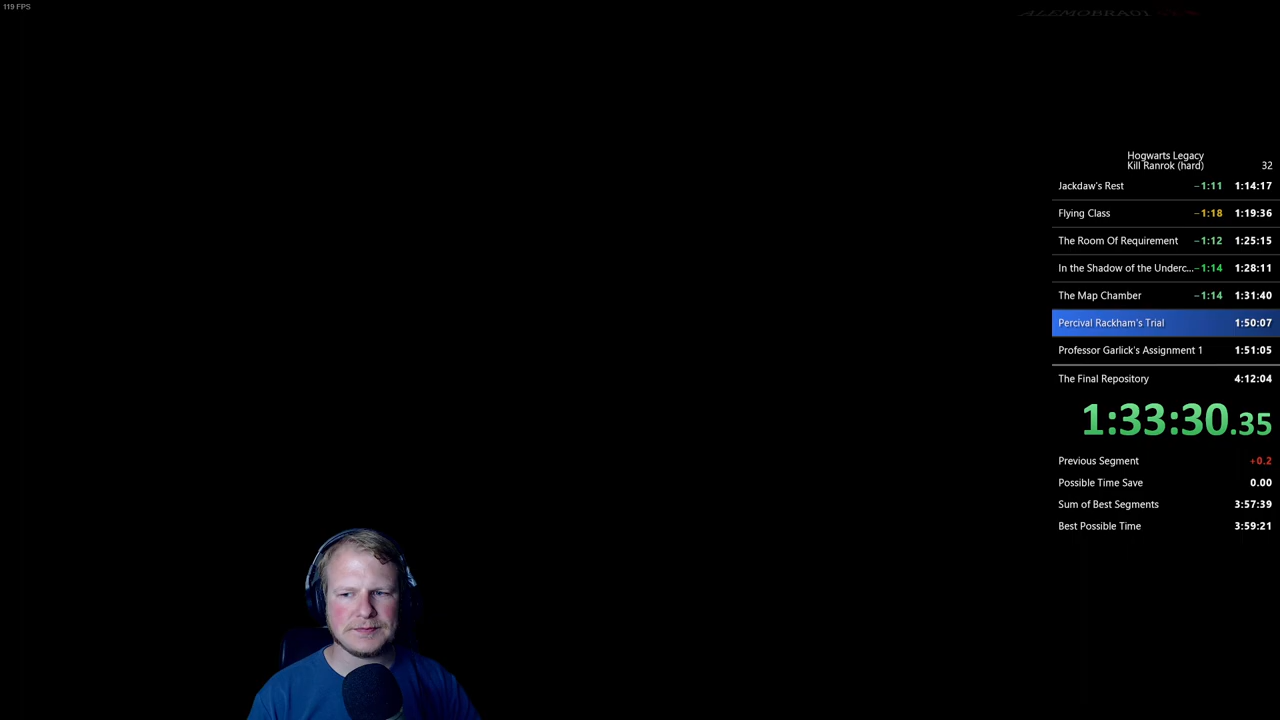 119 FPS
Hogwarts Legacy
Kill Ranrok (hard) 32
Jackdaw's Rest −1:11 1:14:17
Flying Class −1:18 1:19:36
The Room Of Requirement −1:12 1:25:15
In the Shadow of the Underc... −1:14 1:28:11
The Map Chamber −1:14 1:31:40
Percival Rackham's Trial 1:50:07
Professor Garlick's Assignment 1 1:51:05
The Final Repository 4:12:04
1:33:30.35
Previous Segment +0.2
Possible Time Save 0.00
Sum of Best Segments 3:57:39
Best Possible Time 3:59:21